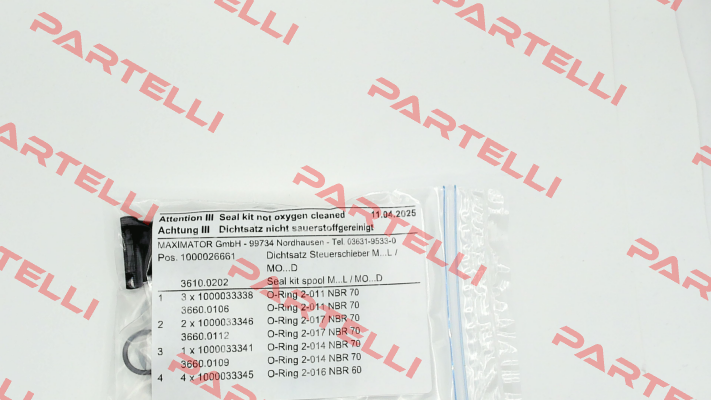 Attention !!! Seal kit not oxygen cleaned 11.04.2025
Achtung !!! Dichtsatz nicht sauerstoffgereinigt
MAXIMATOR GmbH - 99734 Nordhausen - Tel. 03631-9533-0
Pos. 1000026661 Dichtsatz Steuerschieber M...L /
MO...D
3610.0202 Seal kit spool M...L / MO...D
1 3 x 1000033338 O-Ring 2-011 NBR 70
3660.0106 O-Ring 2-011 NBR 70
2 2 x 1000033346 O-Ring 2-017 NBR 70
3660.0112 O-Ring 2-017 NBR 70
3 1 x 1000033341 O-Ring 2-014 NBR 70
3660.0109 O-Ring 2-014 NBR 70
4 4 x 1000033345 O-Ring 2-016 NBR 60
PARTELLI
PARTELLI
PARTELLI
PARTELLI
PARTELLI
PARTELLI
PARTELLI
PARTELLI
PARTELLI